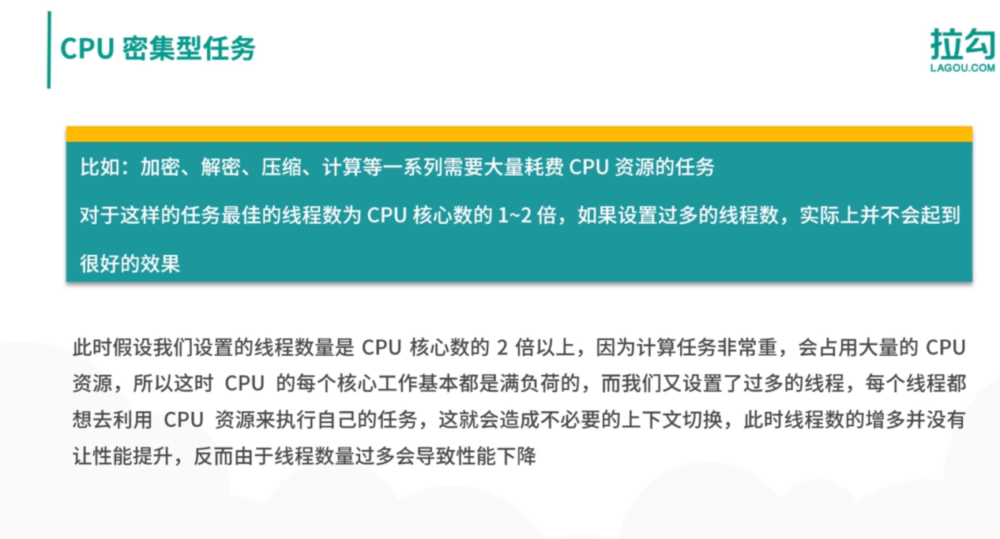 CPU 密集型任务
拉勾
LAGOU.COM
比如：加密、解密、压缩、计算等一系列需要大量耗费 CPU 资源的任务
对于这样的任务最佳的线程数为 CPU 核心数的 1~2 倍，如果设置过多的线程数，实际上并不会起到
很好的效果
此时假设我们设置的线程数量是 CPU 核心数的 2 倍以上，因为计算任务非常重，会占用大量的 CPU
资源，所以这时 CPU 的每个核心工作基本都是满负荷的，而我们又设置了过多的线程，每个线程都
想去利用 CPU 资源来执行自己的任务，这就会造成不必要的上下文切换，此时线程数的增多并没有
让性能提升，反而由于线程数量过多会导致性能下降